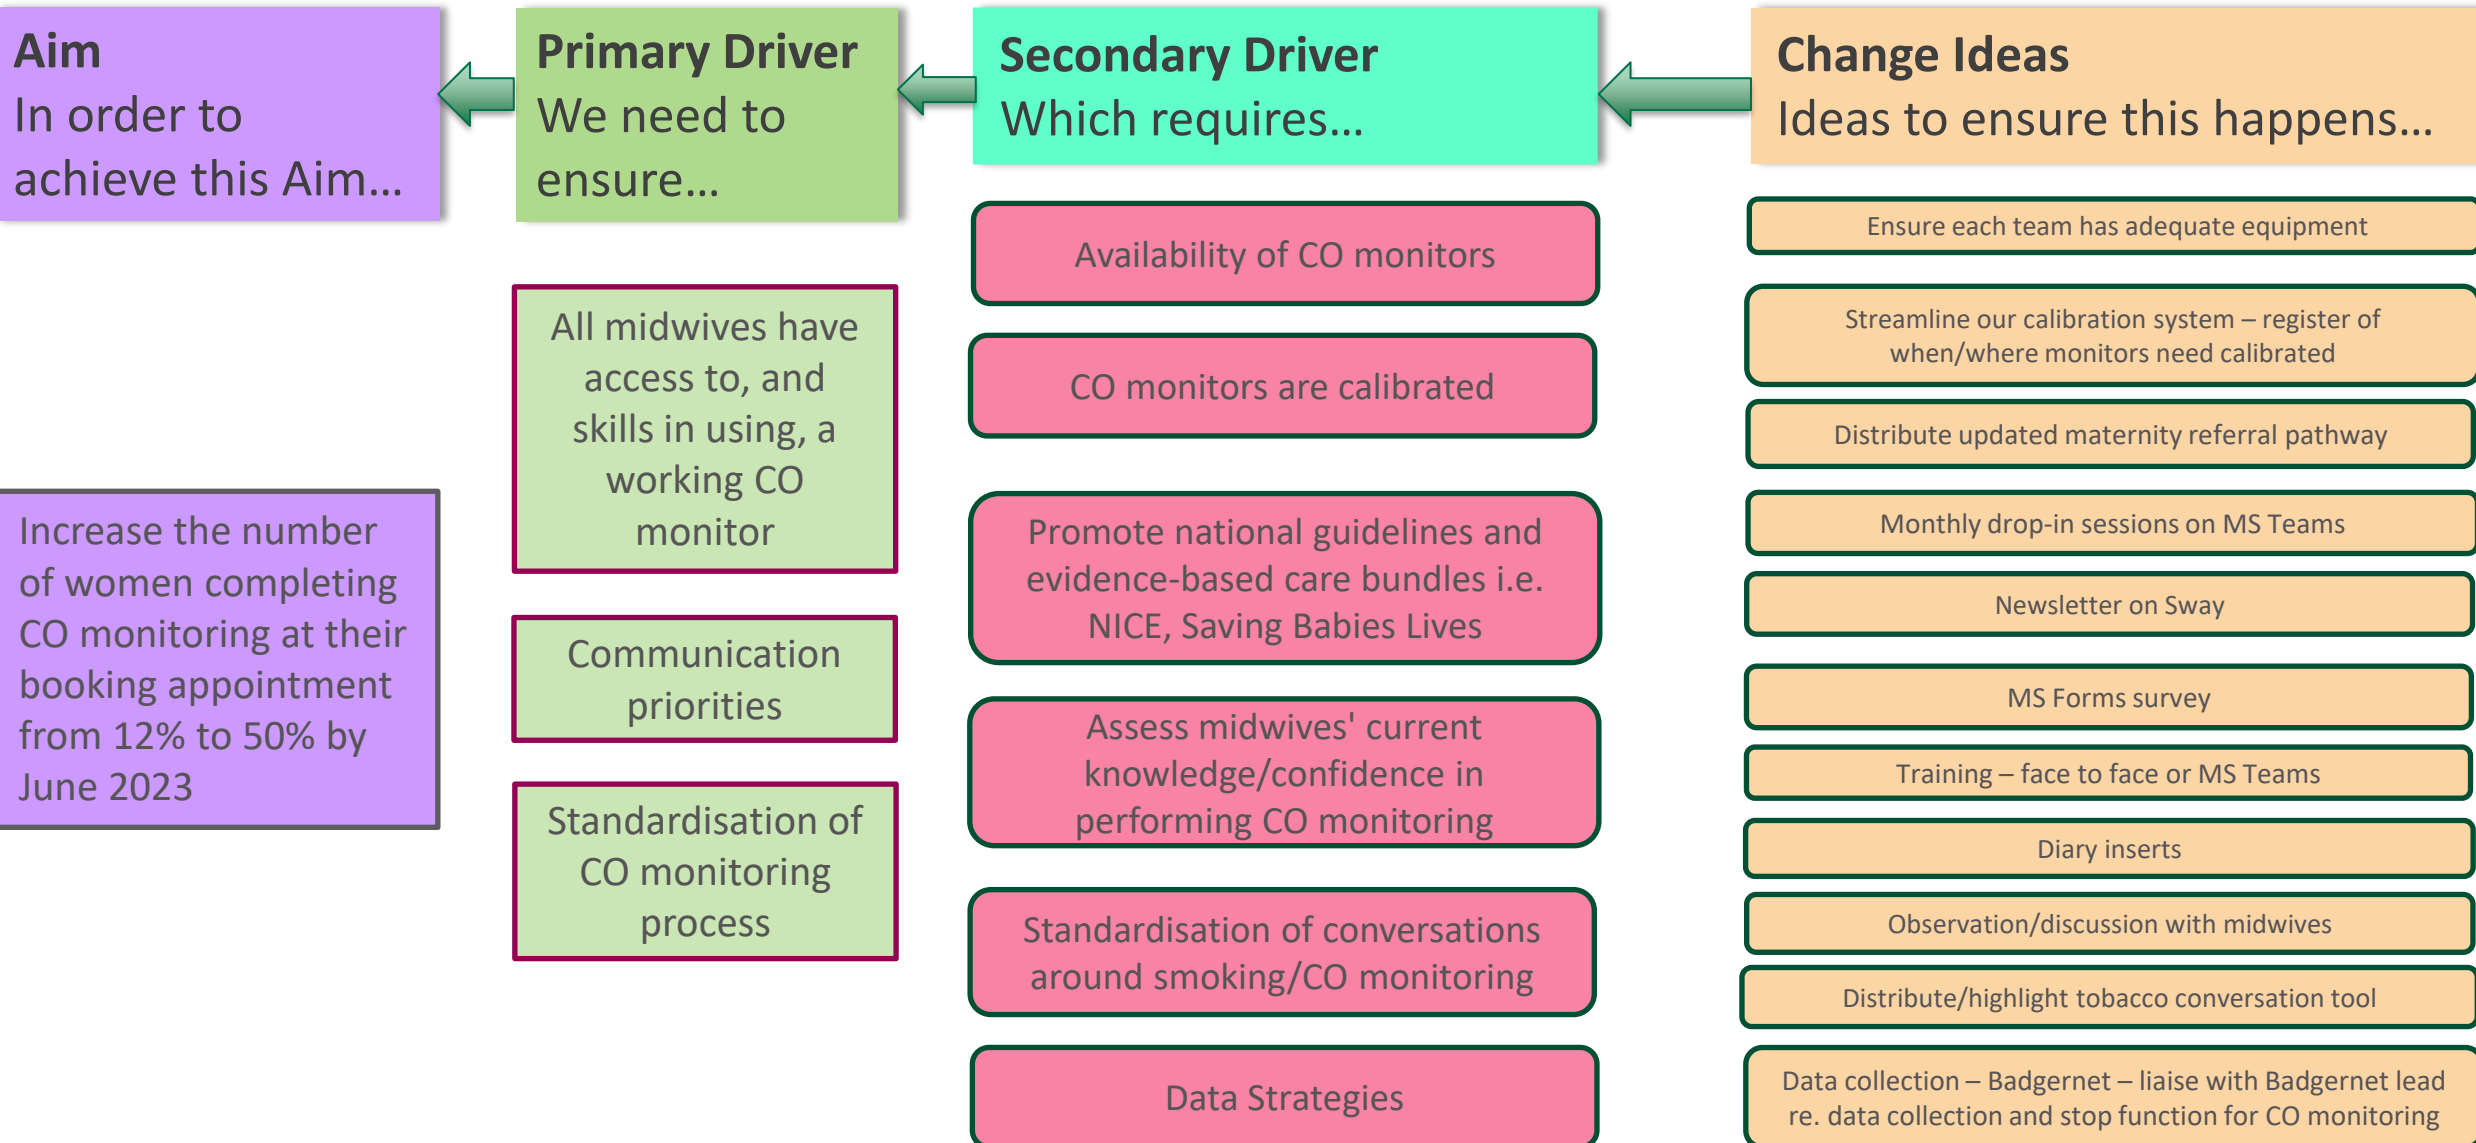 Aim
In order to
achieve this Aim...
Primary Driver
We need to
ensure...
Secondary Driver
Which requires...
Change Ideas
Ideas to ensure this happens...
Increase the number
of women completing
CO monitoring at their
booking appointment
from 12% to 50% by
June 2023
All midwives have
access to, and
skills in using, a
working CO
monitor
Communication
priorities
Standardisation of
CO monitoring
process
Availability of CO monitors
CO monitors are calibrated
Promote national guidelines and
evidence-based care bundles i.e.
NICE, Saving Babies Lives
Assess midwives' current
knowledge/confidence in
performing CO monitoring
Standardisation of conversations
around smoking/CO monitoring
Data Strategies
Ensure each team has adequate equipment
Streamline our calibration system – register of
when/where monitors need calibrated
Distribute updated maternity referral pathway
Monthly drop-in sessions on MS Teams
Newsletter on Sway
MS Forms survey
Training – face to face or MS Teams
Diary inserts
Observation/discussion with midwives
Distribute/highlight tobacco conversation tool
Data collection – Badgernet – liaise with Badgernet lead
re. data collection and stop function for CO monitoring